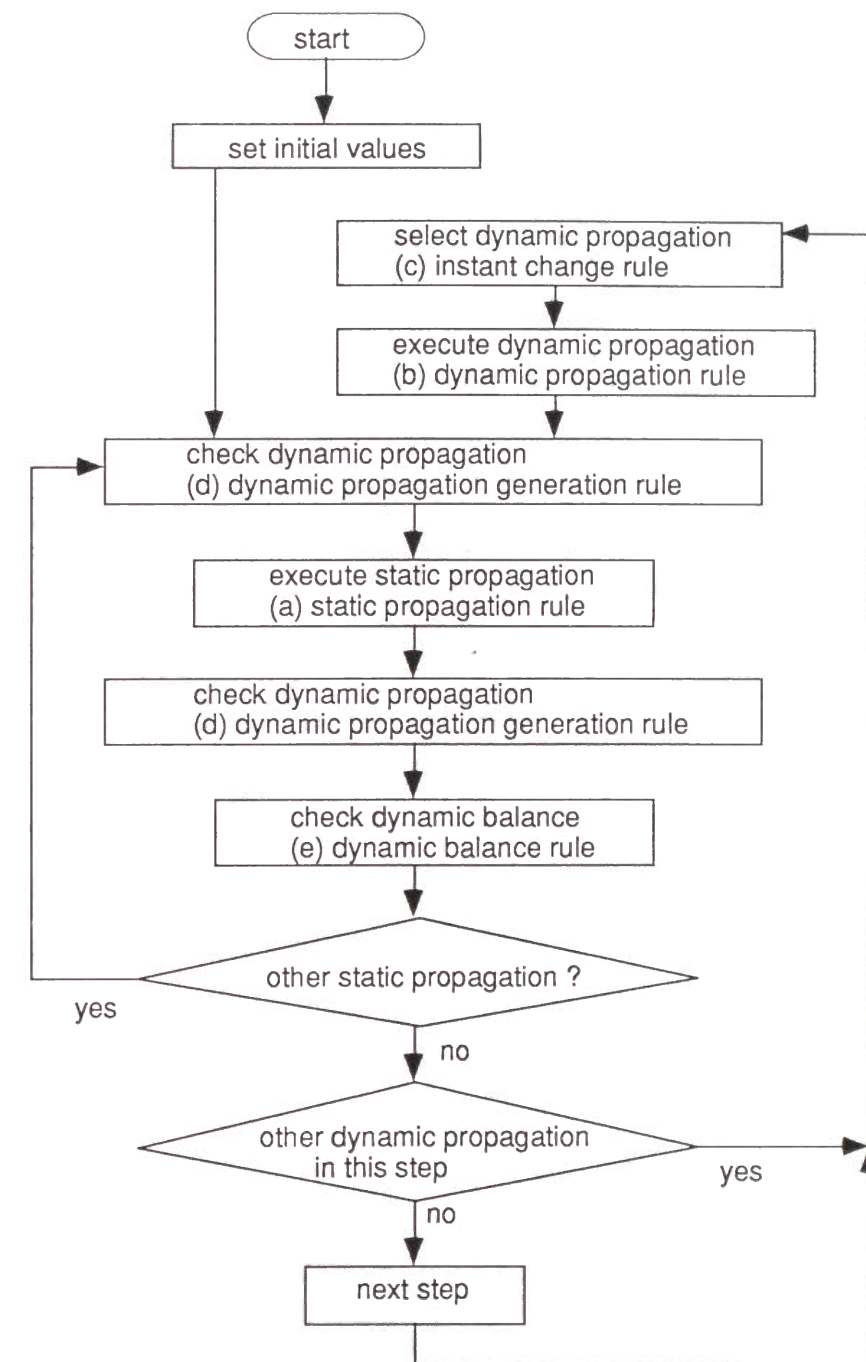 start
set initial values
select dynamic propagation
(c) instant change rule
execute dynamic propagation
(b) dynamic propagation rule
check dynamic propagation
(d) dynamic propagation generation rule
execute static propagation
(a) static propagation rule
check dynamic propagation
(d) dynamic propagation generation rule
check dynamic balance
(e) dynamic balance rule
other static propagation ?
yes
no
other dynamic propagation
in this step
yes
no
next step